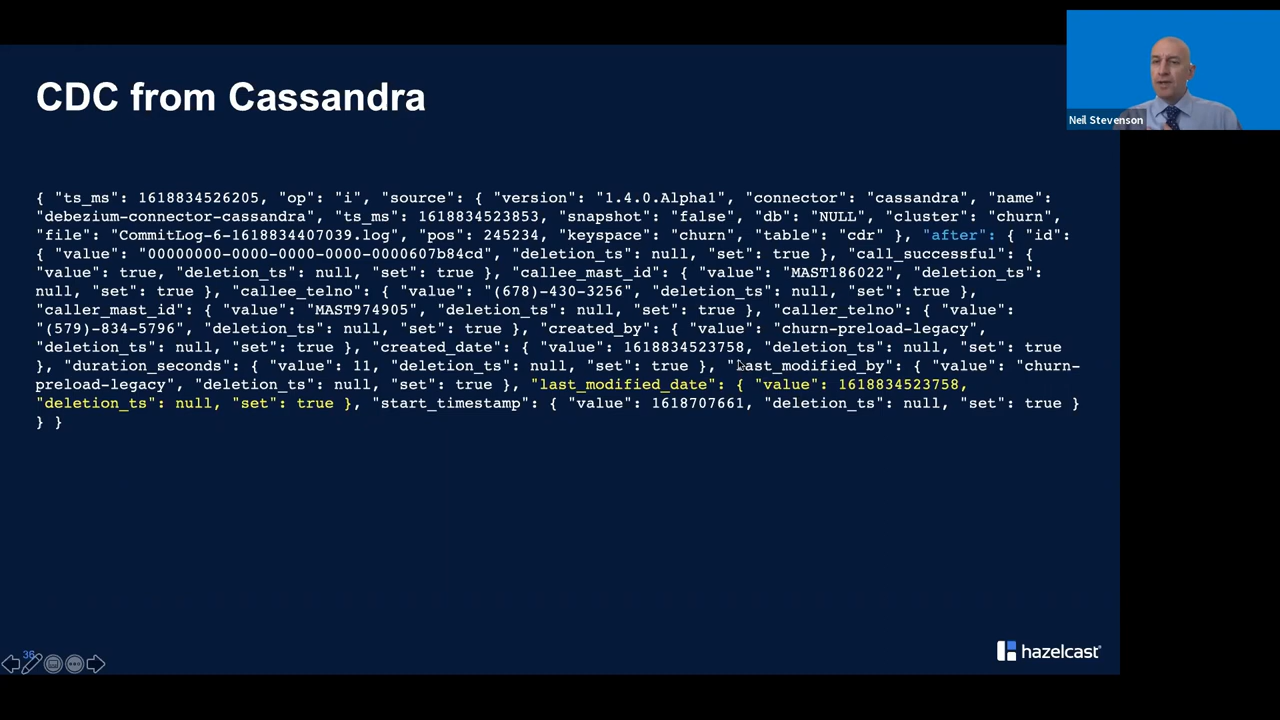 CDC from Cassandra
Neil Stevenson
{ "ts_ms": 1618834526205, "op": "i", "source": { "version": "1.4.0.Alpha1", "connector": "cassandra", "name":
"debezium-connector-cassandra", "ts_ms": 1618834523853, "snapshot": "false", "db": "NULL", "cluster": "churn",
"file": "CommitLog-6-1618834407039.log", "pos": 245234, "keyspace": "churn", "table": "cdr" }, "after": { "id":
{ "value": "00000000-0000-0000-0000-0000607b84cd", "deletion_ts": null, "set": true }, "call_successful": {
"value": true, "deletion_ts": null, "set": true }, "callee_mast_id": { "value": "MAST186022", "deletion_ts":
null, "set": true }, "callee_telno": { "value": "(678)-430-3256", "deletion_ts": null, "set": true },
"caller_mast_id": { "value": "MAST974905", "deletion_ts": null, "set": true }, "caller_telno": { "value":
"(579)-834-5796", "deletion_ts": null, "set": true }, "created_by": { "value": "churn-preload-legacy",
"deletion_ts": null, "set": true }, "created_date": { "value": 1618834523758, "deletion_ts": null, "set": true
}, "duration_seconds": { "value": 11, "deletion_ts": null, "set": true }, "last_modified_by": { "value": "churn-
preload-legacy", "deletion_ts": null, "set": true }, "last_modified_date": { "value": 1618834523758,
"deletion_ts": null, "set": true }, "start_timestamp": { "value": 1618707661, "deletion_ts": null, "set": true }
} }
36
hazelcast